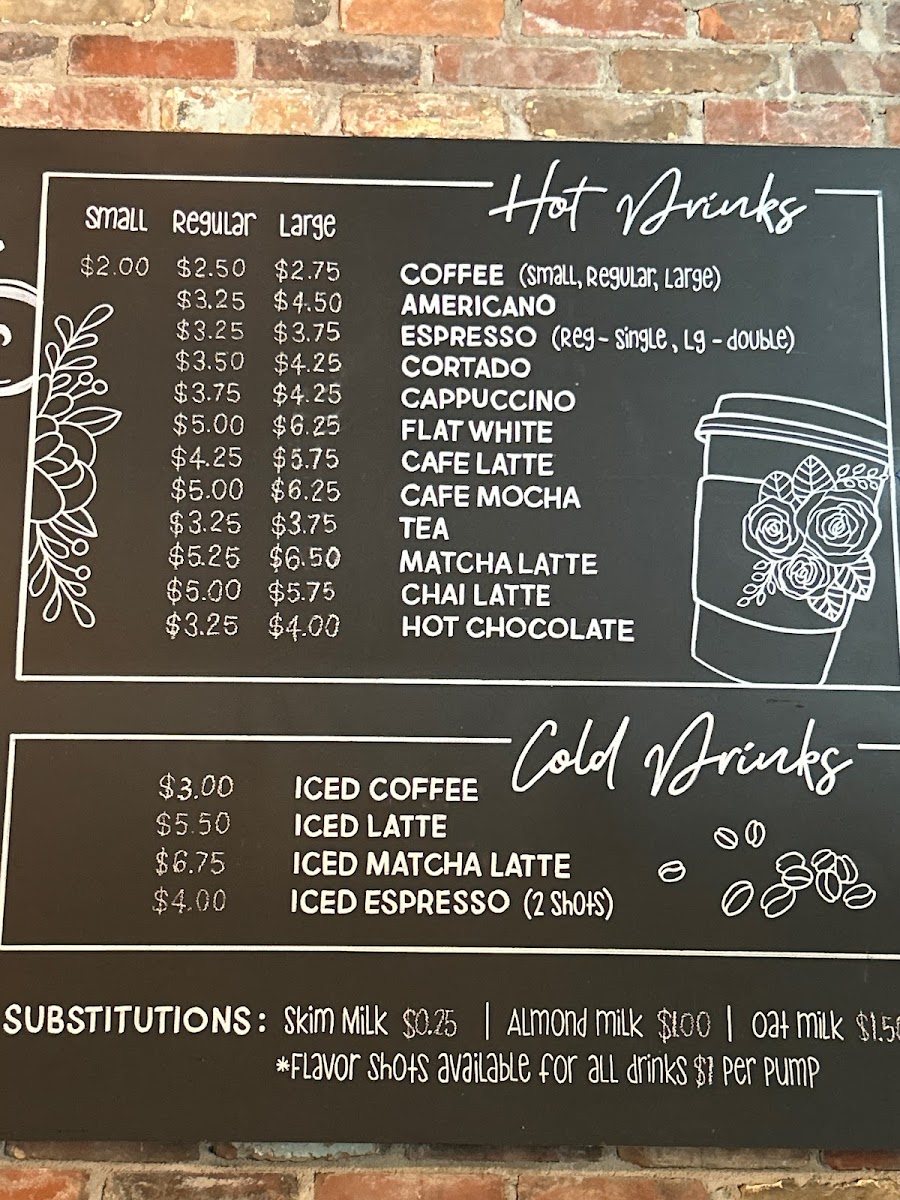 Hot Drinks
Small Regular Large
$2.00 $2.50 $2.75 COFFEE (Small, Regular, Large)
$3.25 $4.50 AMERICANO
$3.25 $3.75 ESPRESSO (Reg - Single, Lg - double)
$3.50 $4.25 CORTADO
$3.75 $4.25 CAPPUCCINO
$5.00 $6.25 FLAT WHITE
$4.25 $5.75 CAFE LATTE
$5.00 $6.25 CAFE MOCHA
$3.25 $3.75 TEA
$5.25 $6.50 MATCHA LATTE
$5.00 $5.75 CHAI LATTE
$3.25 $4.00 HOT CHOCOLATE
Cold Drinks
$3.00 ICED COFFEE
$5.50 ICED LATTE
$6.75 ICED MATCHA LATTE
$4.00 ICED ESPRESSO (2 Shots)
SUBSTITUTIONS: Skim Milk $0.25 | Almond milk $1.00 | oat milk $1.50
*Flavor Shots available for all drinks $1 per pump